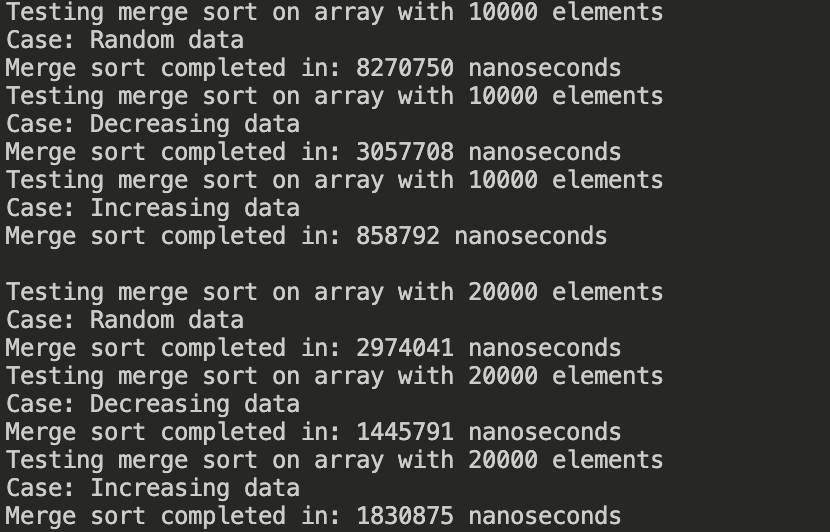 Testing merge sort on array with 10000 elements
Case: Random data
Merge sort completed in: 8270750 nanoseconds
Testing merge sort on array with 10000 elements
Case: Decreasing data
Merge sort completed in: 3057708 nanoseconds
Testing merge sort on array with 10000 elements
Case: Increasing data
Merge sort completed in: 858792 nanoseconds

Testing merge sort on array with 20000 elements
Case: Random data
Merge sort completed in: 2974041 nanoseconds
Testing merge sort on array with 20000 elements
Case: Decreasing data
Merge sort completed in: 1445791 nanoseconds
Testing merge sort on array with 20000 elements
Case: Increasing data
Merge sort completed in: 1830875 nanoseconds